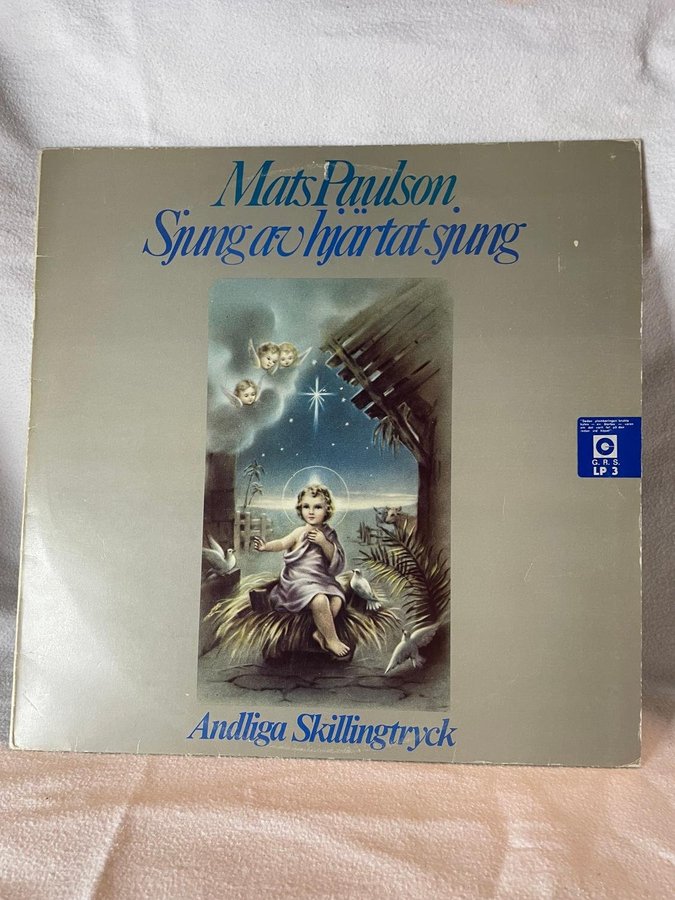 Mats Paulson
Sjung av hjärtat sjung
G. R. S.
LP 3
Andliga Skillingtryck